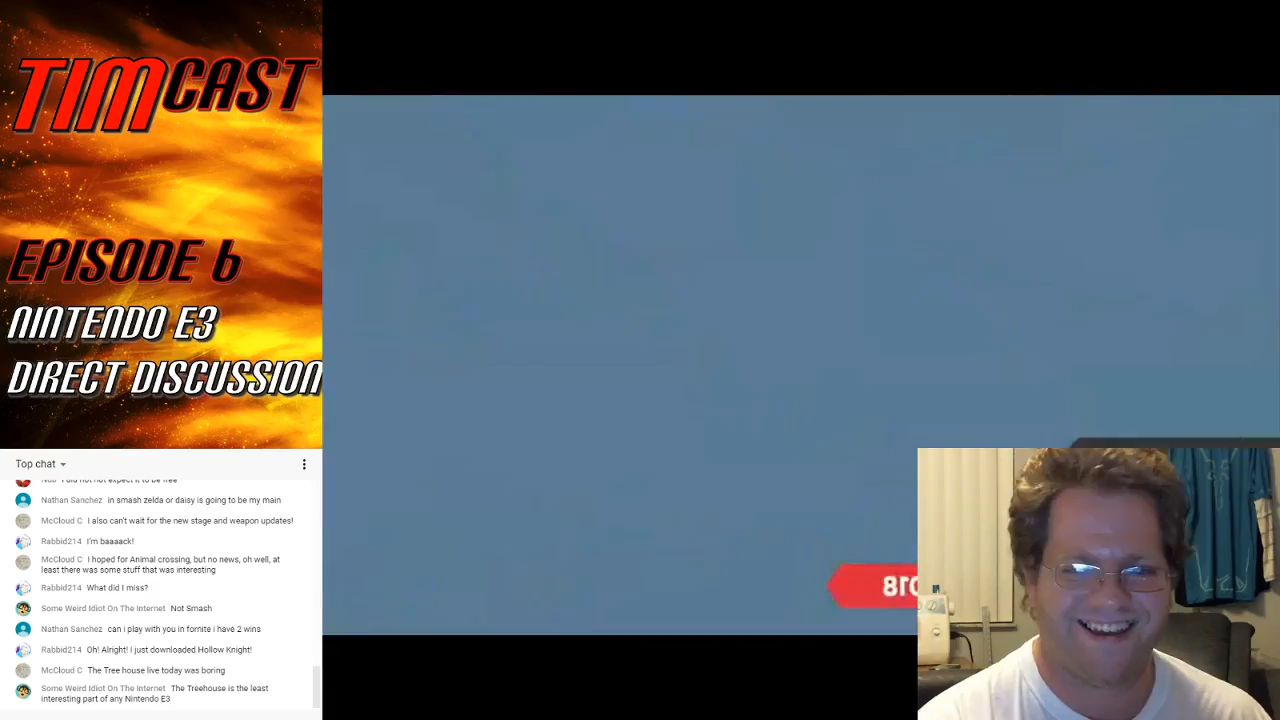 TIMCAST
EPISODE 6
NINTENDO E3
DIRECT DISCUSSION
Top chat
Nathan Sanchez in smash zelda or daisy is going to be my main
McCloud C I also can't wait for the new stage and weapon updates!
Rabbid214 I'm baaaack!
McCloud C I hoped for Animal crossing, but no news, oh well, at
least there was some stuff that was interesting
Rabbid214 What did I miss?
Some Weird Idiot On The Internet Not Smash
Nathan Sanchez can i play with you in fornite i have 2 wins
Rabbid214 Oh! Alright! I just downloaded Hollow Knight!
McCloud C The Tree house live today was boring
Some Weird Idiot On The Internet The Treehouse is the least
interesting part of any Nintendo E3